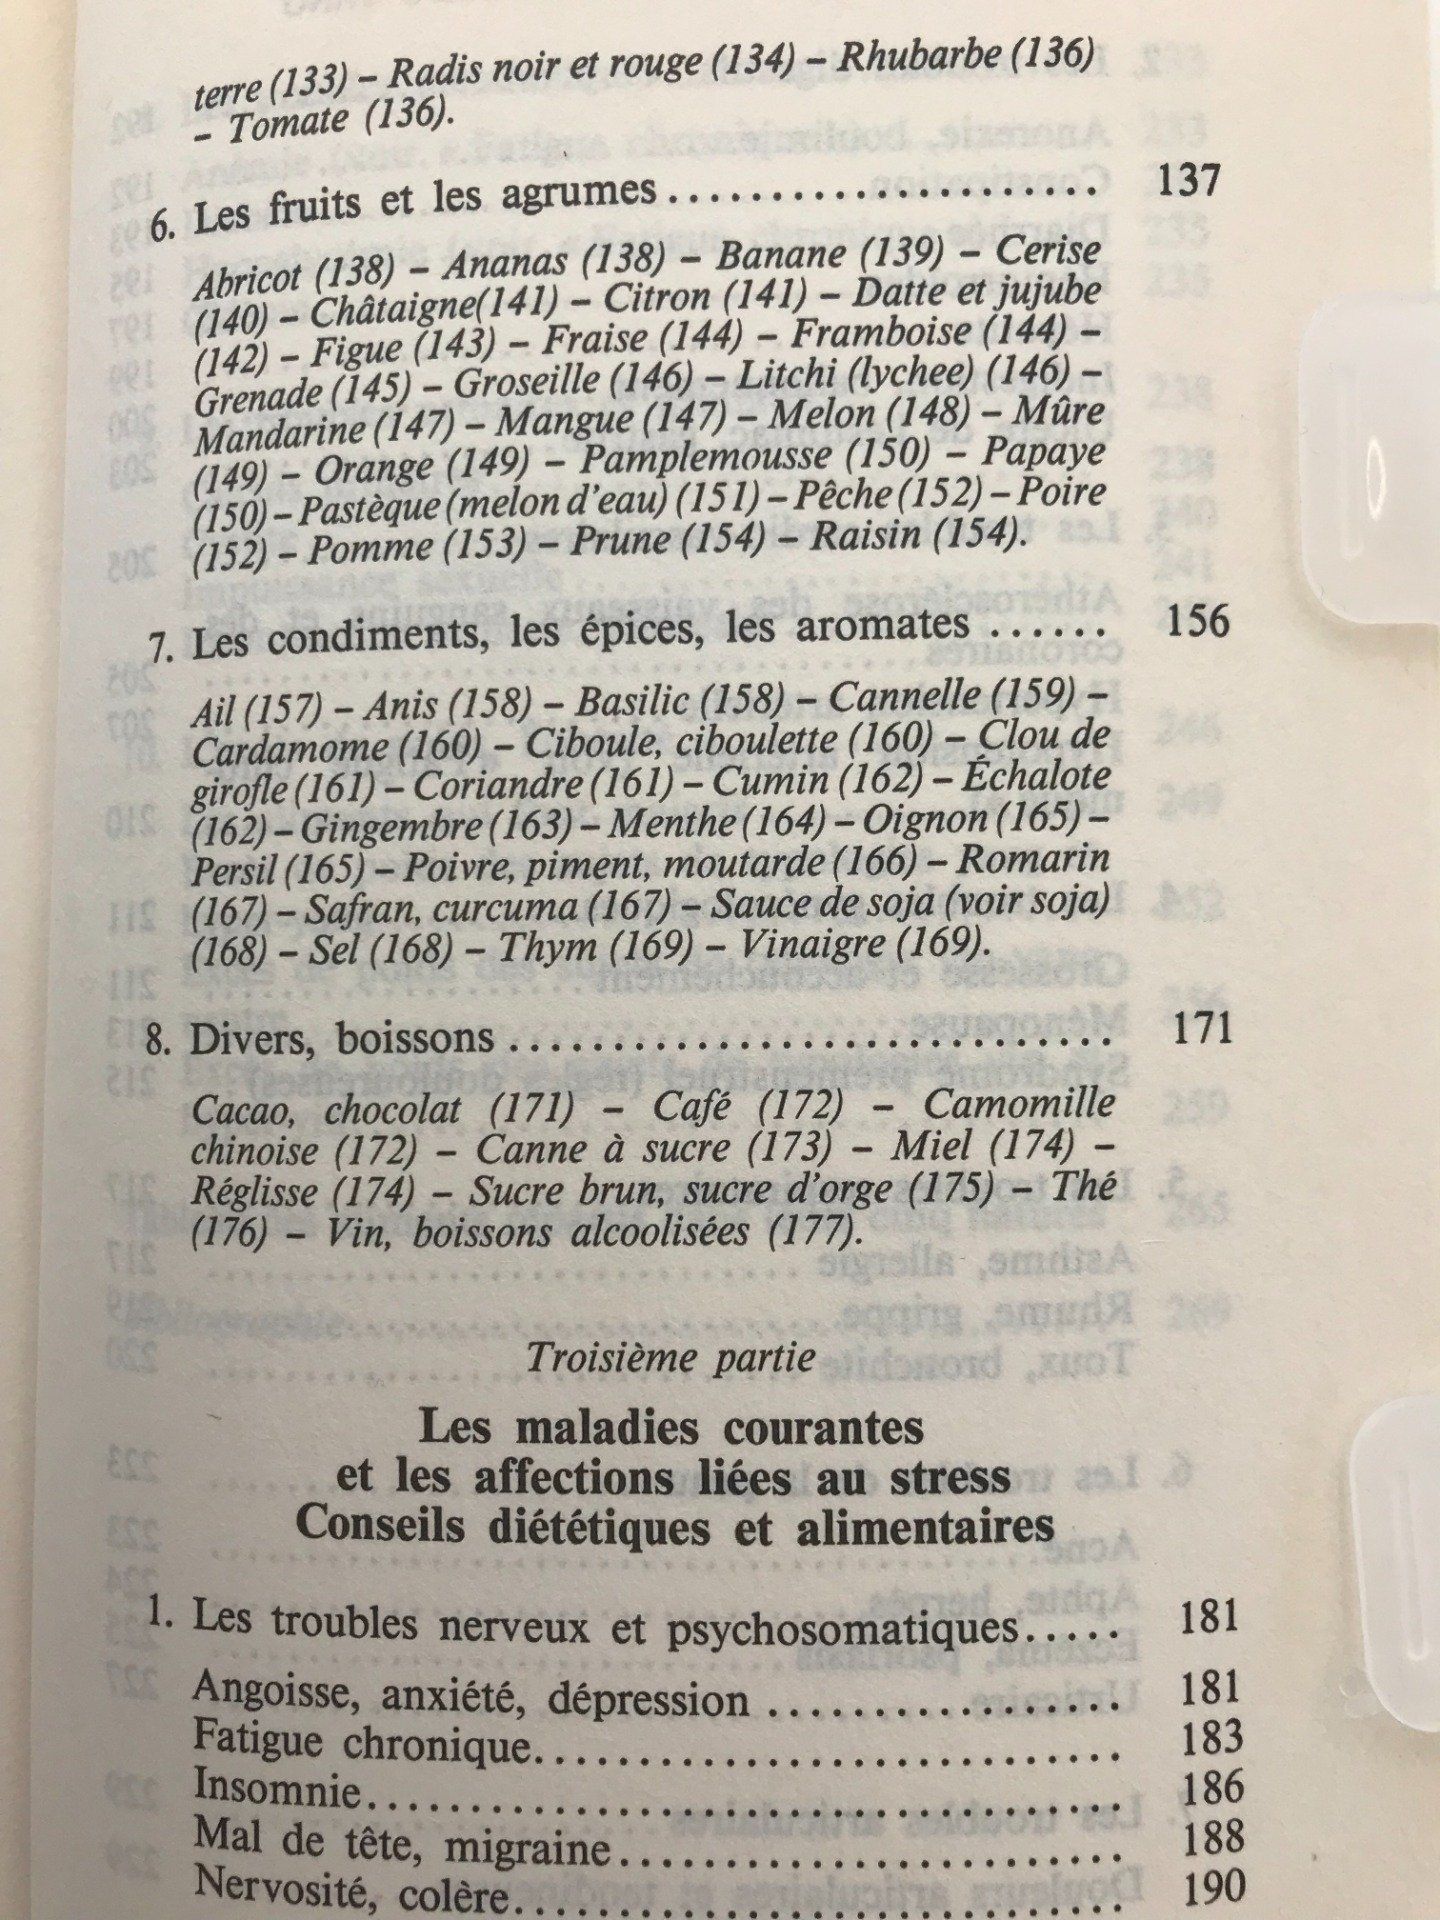 terre (133) – Radis noir et rouge (134) – Rhubarbe (136)
– Tomate (136).
6. Les fruits et les agrumes ..................... 137
Abricot (138) – Ananas (138) – Banane (139) – Cerise
(140) – Châtaigne(141) – Citron (141) – Datte et jujube
(142) – Figue (143) – Fraise (144) – Framboise (144) –
Grenade (145) – Groseille (146) – Litchi (lychee) (146) –
Mandarine (147) – Mangue (147) – Melon (148) – Mûre
(149) – Orange (149) – Pamplemousse (150) – Papaye
(150) – Pastèque (melon d'eau) (151) – Pêche (152) – Poire
(152) – Pomme (153) – Prune (154) – Raisin (154).
7. Les condiments, les épices, les aromates ...... 156
Ail (157) – Anis (158) – Basilic (158) – Cannelle (159) –
Cardamome (160) – Ciboule, ciboulette (160) – Clou de
girofle (161) – Coriandre (161) – Cumin (162) – Échalote
(162) – Gingembre (163) – Menthe (164) – Oignon (165) –
Persil (165) – Poivre, piment, moutarde (166) – Romarin
(167) – Safran, curcuma (167) – Sauce de soja (voir soja)
(168) – Sel (168) – Thym (169) – Vinaigre (169).
8. Divers, boissons ............................. 171
Cacao, chocolat (171) – Café (172) – Camomille
chinoise (172) – Canne à sucre (173) – Miel (174) –
Réglisse (174) – Sucre brun, sucre d'orge (175) – Thé
(176) – Vin, boissons alcoolisées (177).
Troisième partie
Les maladies courantes
et les affections liées au stress
Conseils diététiques et alimentaires
1. Les troubles nerveux et psychosomatiques..... 181
Angoisse, anxiété, dépression ................. 181
Fatigue chronique............................. 183
Insomnie...................................... 186
Mal de tête, migraine......................... 188
Nervosité, colère.............................. 190